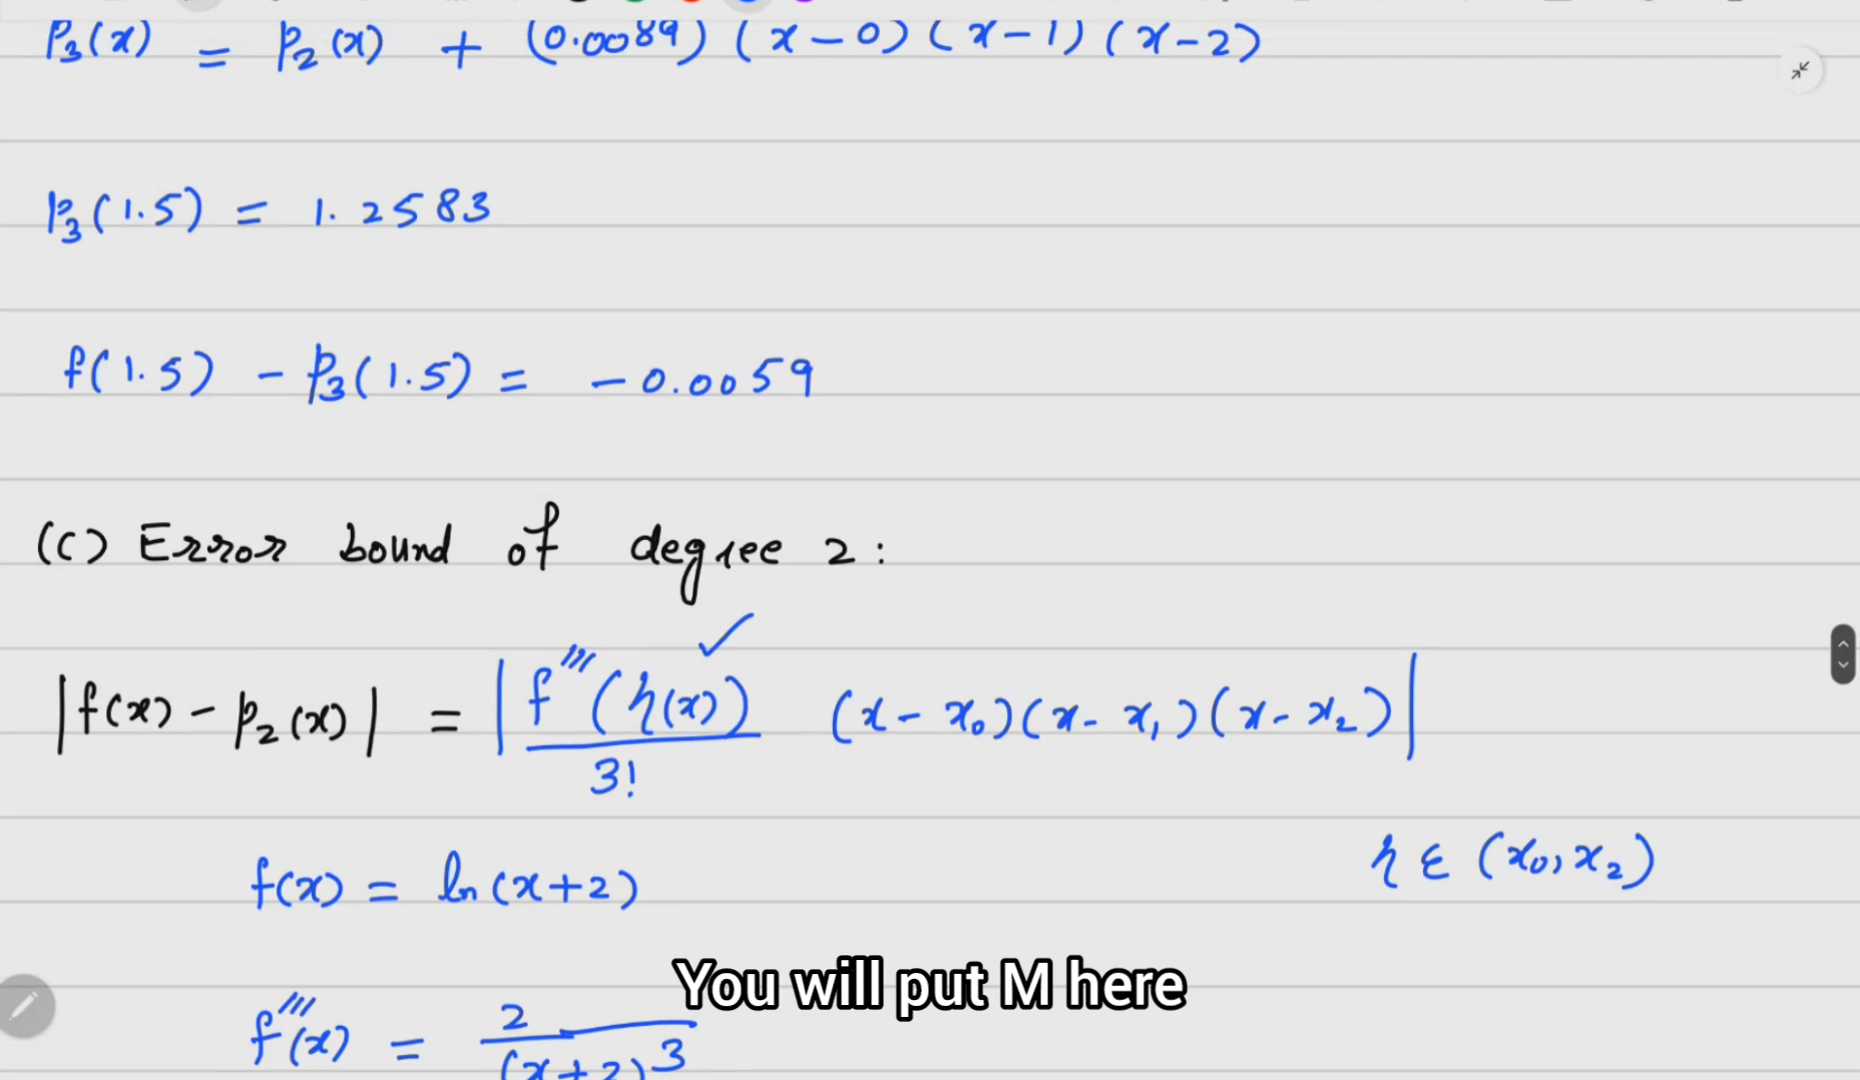 P₃(x) = P₂(x) + (0.0089) (x-0) (x-1) (x-2)
P₃(1.5) = 1.2583
f(1.5) - P₃(1.5) = -0.0059
(C) Error bound of degree 2:
|f(x) - P₂(x)| = |f'''(η(x))/3! (x-x₀)(x-x₁)(x-x₂)|
η ε (x₀, x₂)
f(x) = ln(x+2)
You will put M here
f'''(x) = 2/(x+2)³